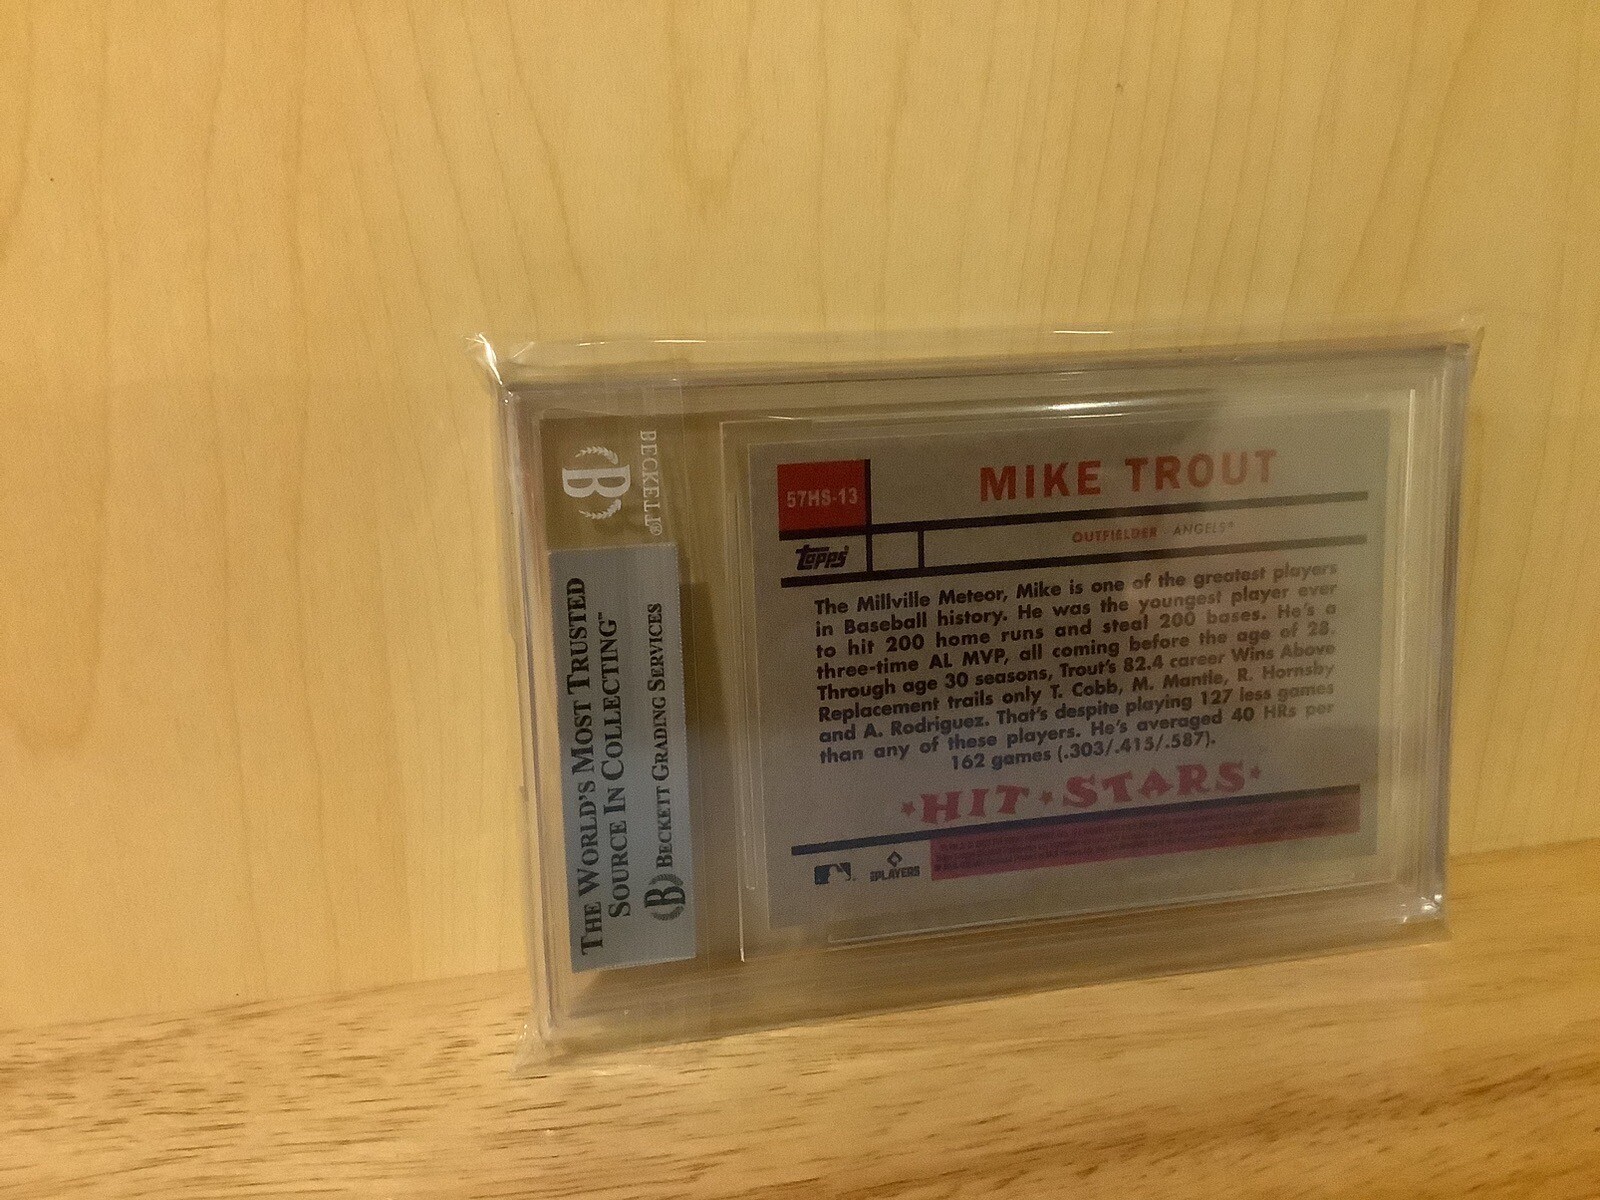 BECKETT®
B
THE WORLD'S MOST TRUSTED
SOURCE IN COLLECTING™
B BECKETT GRADING SERVICES
57HS-13
MIKE TROUT
topps
OUTFIELDER · ANGELS®
The Millville Meteor, Mike is one of the greatest players
in Baseball history. He was the youngest player ever
to hit 200 home runs and steal 200 bases. He's a
three-time AL MVP, all coming before the age of 28.
Through age 30 seasons, Trout's 82.4 career Wins Above
Replacement trails only T. Cobb, M. Mantle, R. Hornsby
and A. Rodriguez. That's despite playing 127 less games
than any of these players. He's averaged 40 HRs per
162 games (.303/.415/.587).
HIT STARS
PLAYERS